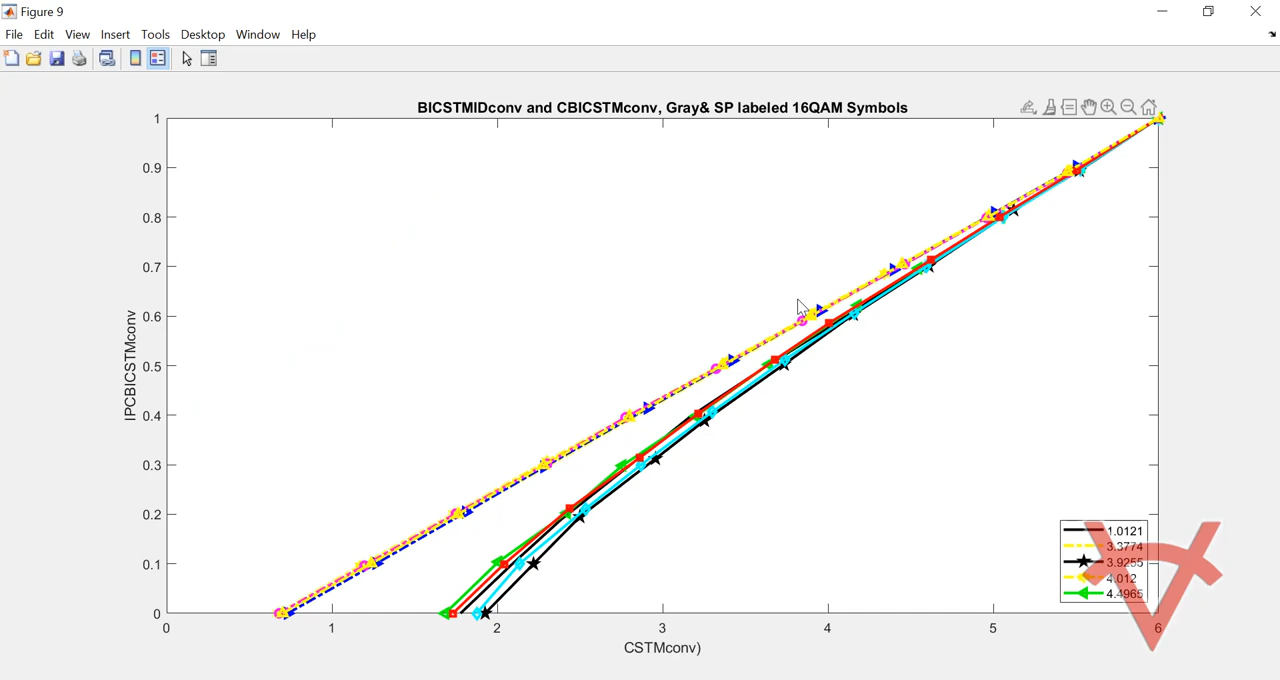 Figure 9
File Edit View Insert Tools Desktop Window Help
BICSTMIDconv and CBICSTMconv, Gray& SP labeled 16QAM Symbols
1
0.9
0.8
0.7
0.6
0.5
0.4
0.3
0.2
0.1
0
IPCBICSTMconv
0 1 2 3 4 5 6
CSTMconv)
1.0121
3.3774
3.9255
4.012
4.4965